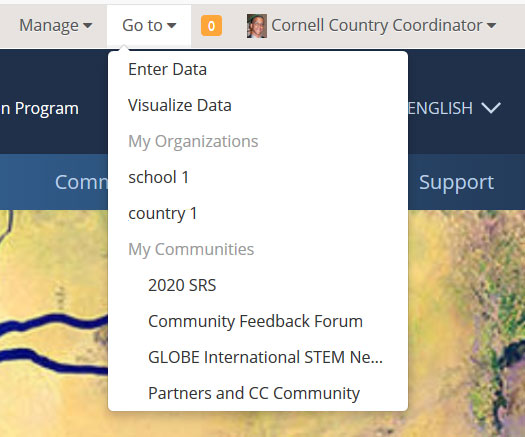 Manage Go to 0 Cornell Country Coordinator
Enter Data
Visualize Data
My Organizations
school 1
country 1
My Communities
2020 SRS
Community Feedback Forum
GLOBE International STEM Ne...
Partners and CC Community
n Program ENGLISH
Comm Support